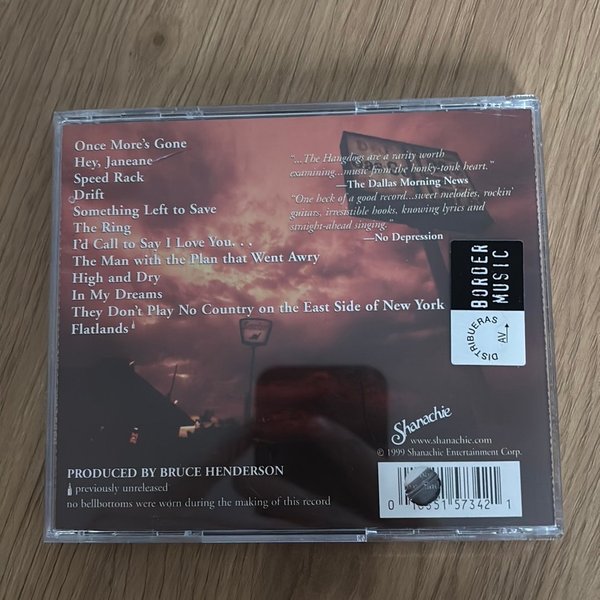 Once More's Gone
Hey, Janeane
Speed Rack
Drift
Something Left to Save
The Ring
I'd Call to Say I Love You. . .
The Man with the Plan that Went Awry
High and Dry
In My Dreams
They Don't Play No Country on the East Side of New York
Flatlands
"...The Hangdogs are a rarity worth
examining...music from the honky-tonk heart."
—The Dallas Morning News
"One heck of a good record...sweet melodies, rockin'
guitars, irresistible hooks, knowing lyrics and
straight-ahead singing.
—No Depression
BORDER
MUSIC
DISTRIBUERAS
AV
Shanachie
www.shanachie.com
© 1999 Shanachie Entertainment Corp.
PRODUCED BY BRUCE HENDERSON
previously unreleased
no bellbottoms were worn during the making of this record
0 57342 1